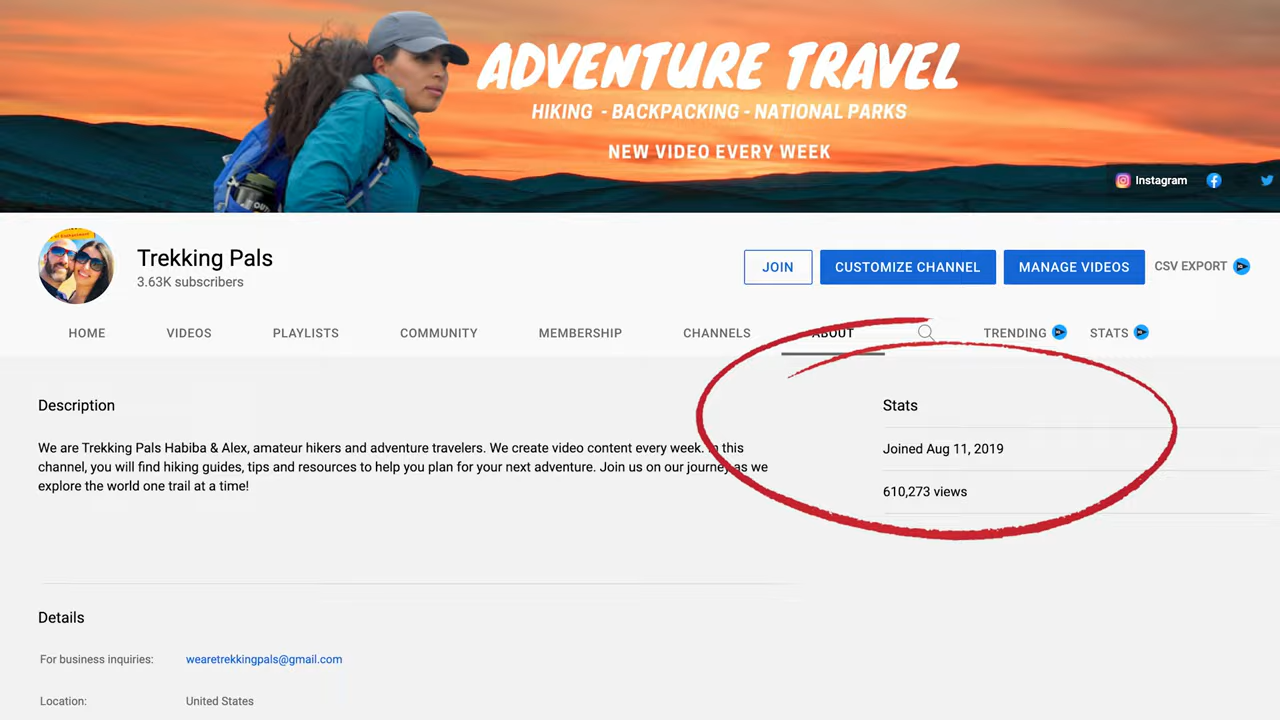 ADVENTURE TRAVEL
HIKING - BACKPACKING - NATIONAL PARKS
NEW VIDEO EVERY WEEK
Instagram
Trekking Pals
3.63K subscribers
JOIN
CUSTOMIZE CHANNEL
MANAGE VIDEOS
CSV EXPORT
HOME
VIDEOS
PLAYLISTS
COMMUNITY
MEMBERSHIP
CHANNELS
ABOUT
TRENDING
STATS
Description
We are Trekking Pals Habiba & Alex, amateur hikers and adventure travelers. We create video content every week. In this
channel, you will find hiking guides, tips and resources to help you plan for your next adventure. Join us on our journey as we
explore the world one trail at a time!
Stats
Joined Aug 11, 2019
610,273 views
Details
For business inquiries: wearetrekkingpals@gmail.com
Location: United States